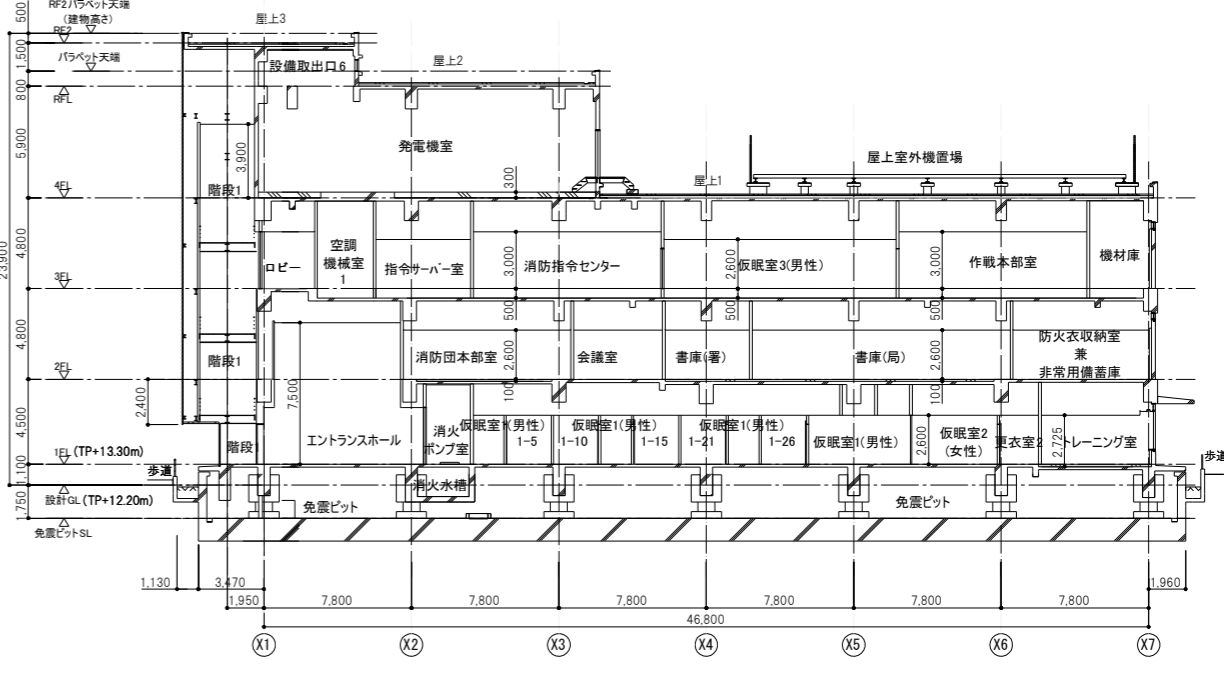 RF2パラペット天端
(建物高さ)
RF2
屋上3
パラペット天端
屋上2
RFL
設備取出口6
発電機室
屋上室外機置場
屋上1
4FL
階段1
3,900
300
ロビー
空調
機械室
1
指令サーバー室
消防指令センター
3,000
2,600
仮眠室3(男性)
3,000
作戦本部室
機材庫
3FL
500
500
500
階段1
消防団本部室
2,600
会議室
書庫(署)
書庫(局)
2,600
防火衣収納室
兼
非常用備蓄庫
2FL
2,400
7,500
100
100
エントランスホール
階段1
消火
ポンプ室
仮眠室1(男性)
1-5
1-10
仮眠室1(男性)
1-15
1-21
仮眠室1(男性)
1-26
仮眠室1(男性)
2,600
仮眠室2
(女性)
更衣室2
2,725
トレーニング室
1FL (TP+13.30m)
歩道
歩道
設計GL (TP+12.20m)
消火水槽
免震ピット
免震ピット
免震ピットSL
500
1,500
800
5,900
4,800
4,800
4,500
1,100
1,750
23,900
1,130
3,470
1,950
7,800
7,800
7,800
7,800
7,800
7,800
1,960
46,800
X1
X2
X3
X4
X5
X6
X7